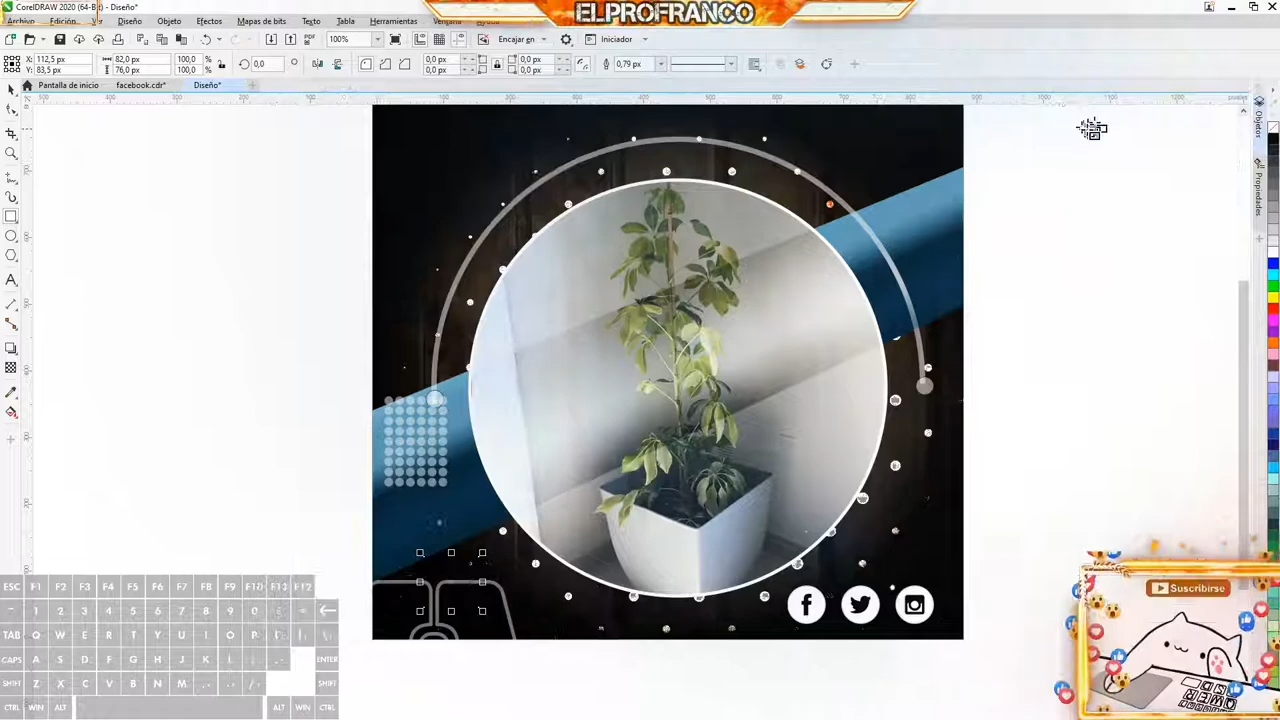 CorelDRAW 2020 (64-Bit) - Diseño*
ELPROFRANCO
Archivo Edición Ver Diseño Objeto Efectos Mapas de bits Texto Tabla Herramientas Ventana Ayuda
PDF 100% Encajar en Iniciador
X: 112,5 px 82,0 px 100,0 % 0,0 0,0 px 0,0 px 0,79 px
Y: 83,5 px 76,0 px 100,0 % 0,0 px 0,0 px
Pantalla de inicio facebook.cdr* Diseño*
píxeles
Objetos
Propiedades
ESC F1 F2 F3 F4 F5 F6 F7 F8 F9 F10 F11 F12
1 2 3 4 5 6 7 8 9 0
TAB Q W E R T Y U I O P
CAPS A S D F G H J K L ENTER
SHIFT Z X C V B N M SHIFT
CTRL WIN ALT ALT WIN CTRL
Suscribirse